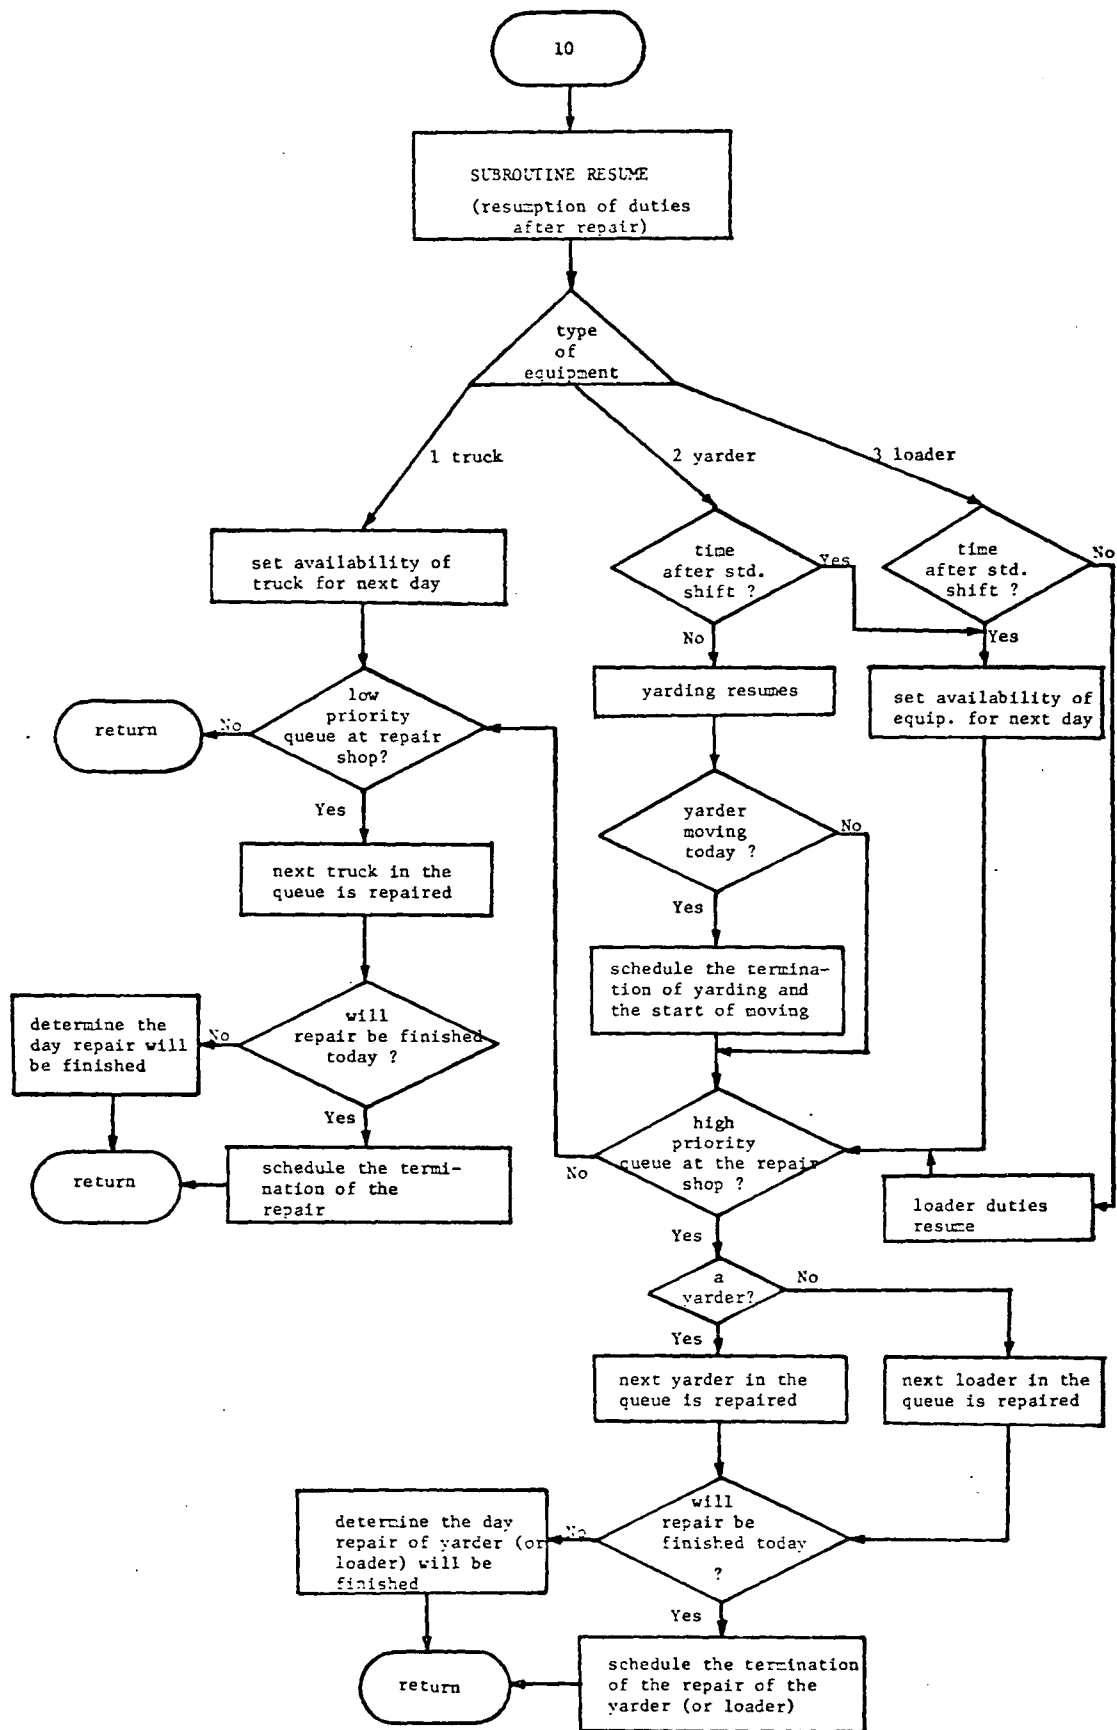 10
SUBROUTINE RESUME
(resumption of duties
after repair)
type
of
equipment
1 truck
2 yarder
3 loader
set availability of
truck for next day
time
after std.
shift ?
Yes
No
time
after std.
shift ?
No
Yes
low
priority
queue at repair
shop?
No
return
Yes
yarding resumes
set availability of
equip. for next day
yarder
moving
today ?
No
Yes
next truck in the
queue is repaired
schedule the termina-
tion of yarding and
the start of moving
will
repair be finished
today ?
No
determine the
day repair will
be finished
Yes
return
schedule the termi-
nation of the
repair
high
priority
queue at the repair
shop ?
No
Yes
loader duties
resume
a
yarder?
No
Yes
next yarder in the
queue is repaired
next loader in the
queue is repaired
will
repair be
finished today
?
No
determine the day
repair of yarder (or
loader) will be
finished
Yes
return
schedule the termination
of the repair of the
yarder (or loader)